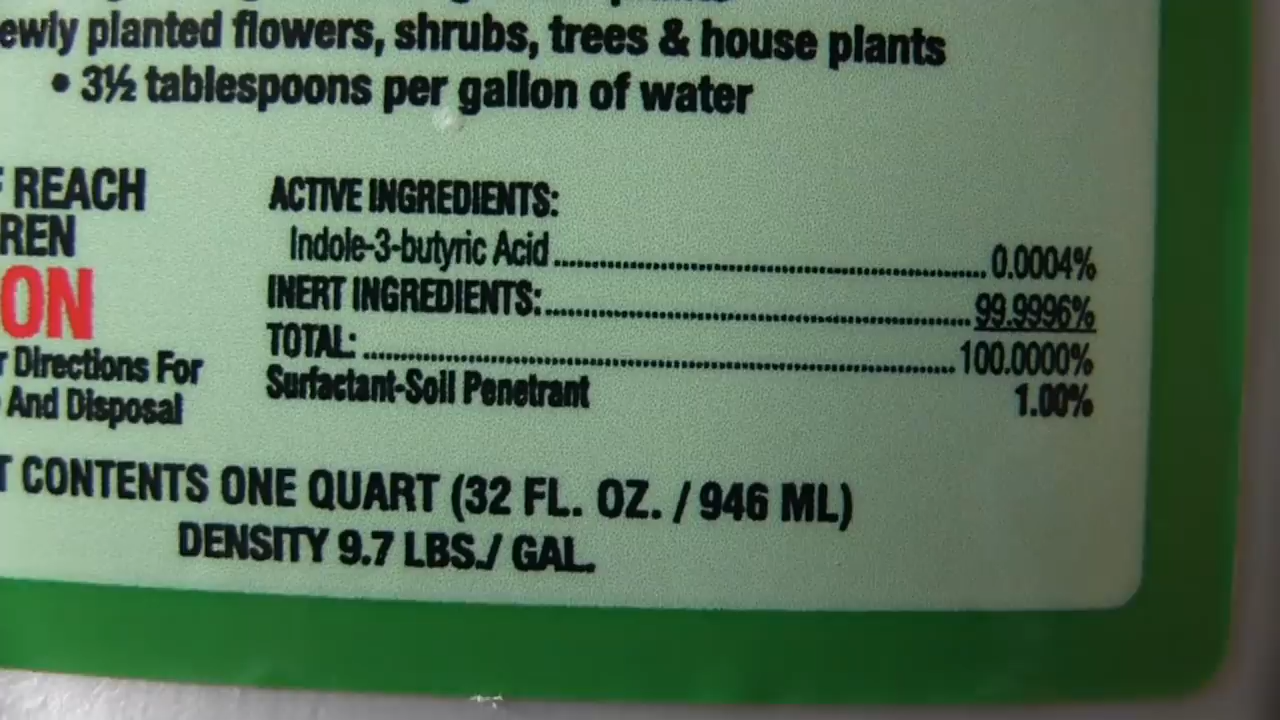 ewly planted flowers, shrubs, trees & house plants
• 3½ tablespoons per gallon of water
REACH
REN
ON
r Directions For
And Disposal
ACTIVE INGREDIENTS:
Indole-3-butyric Acid 0.0004%
INERT INGREDIENTS: 99.9996%
TOTAL: 100.0000%
Surfactant-Soil Penetrant 1.00%
T CONTENTS ONE QUART (32 FL. OZ. / 946 ML)
DENSITY 9.7 LBS./ GAL.